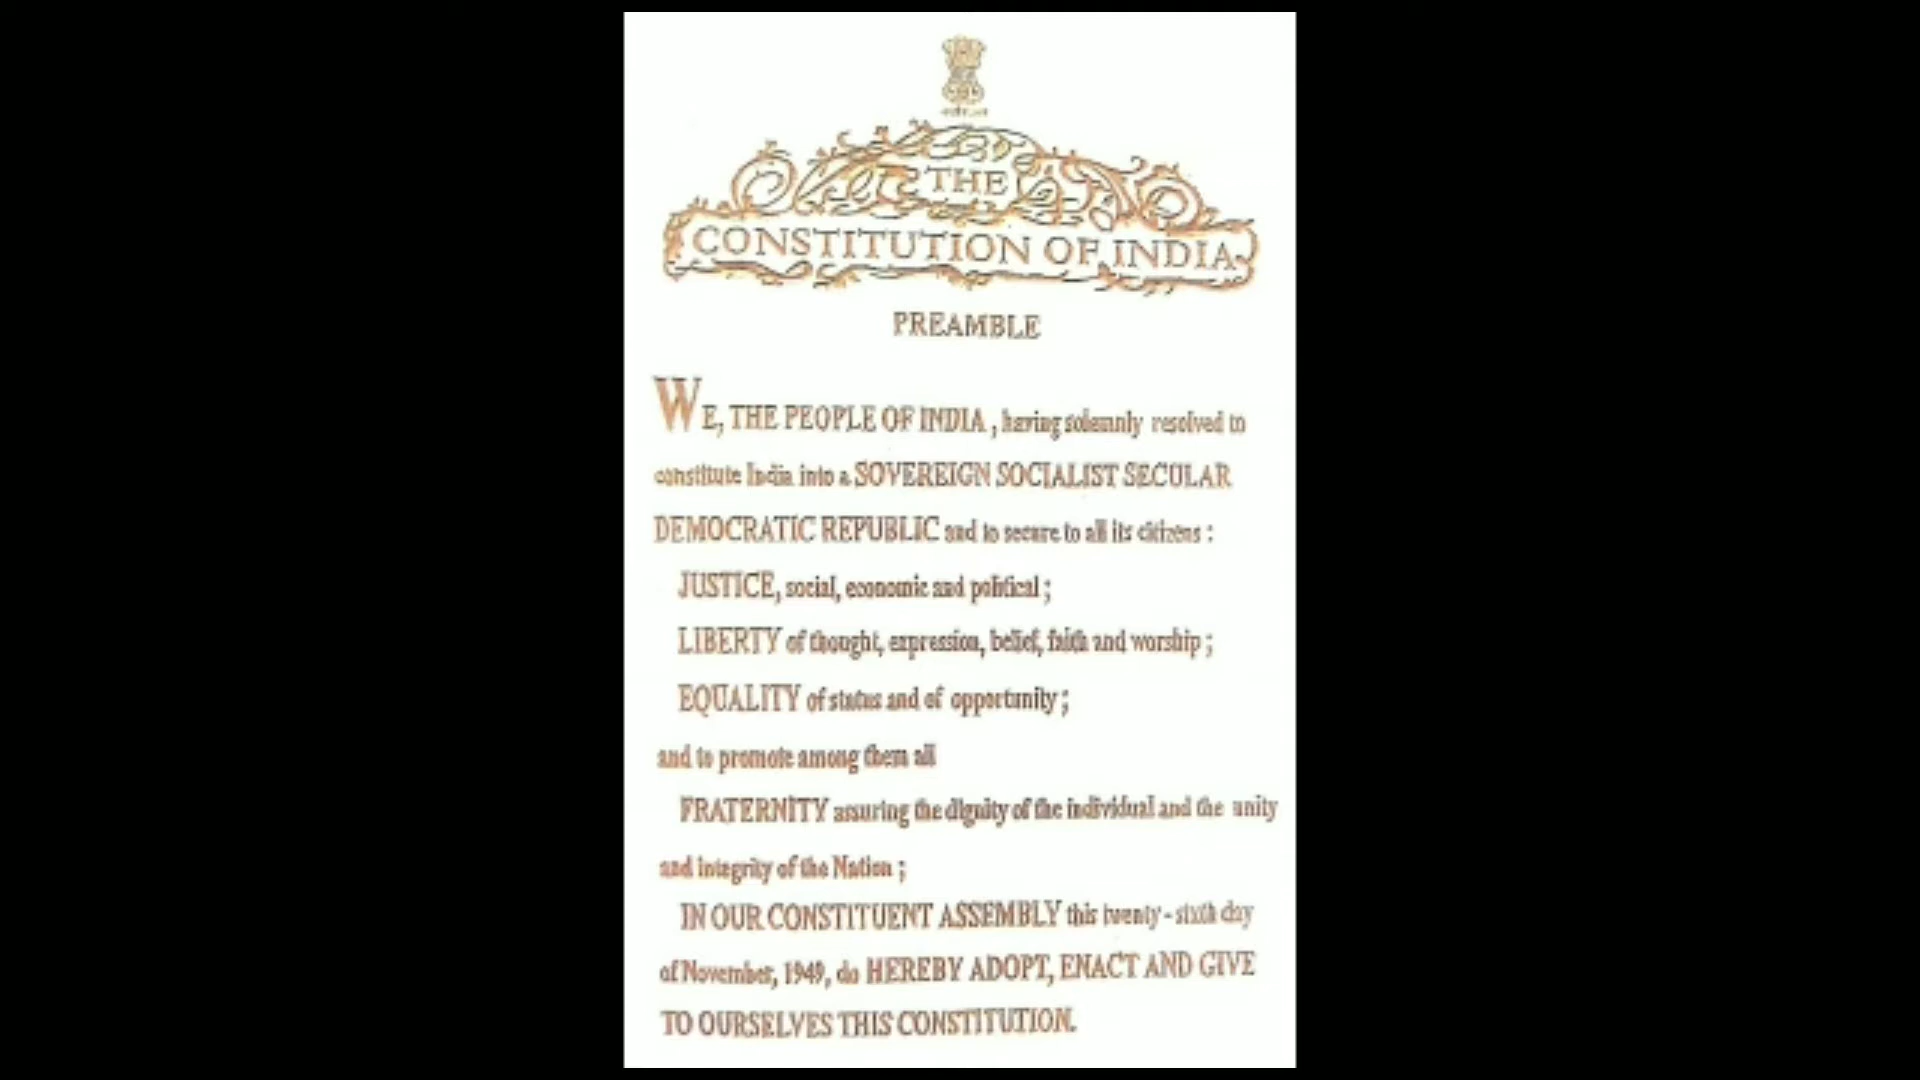 THE
CONSTITUTION OF INDIA
PREAMBLE
WE, THE PEOPLE OF INDIA, having solemnly resolved to
constitute India into a SOVEREIGN SOCIALIST SECULAR
DEMOCRATIC REPUBLIC and to secure to all its citizens :
JUSTICE, social, economic and political ;
LIBERTY of thought, expression, belief, faith and worship ;
EQUALITY of status and of opportunity ;
and to promote among them all
FRATERNITY assuring the dignity of the individual and the unity
and integrity of the Nation ;
IN OUR CONSTITUENT ASSEMBLY this twenty - sixth day
of November, 1949, do HEREBY ADOPT, ENACT AND GIVE
TO OURSELVES THIS CONSTITUTION.